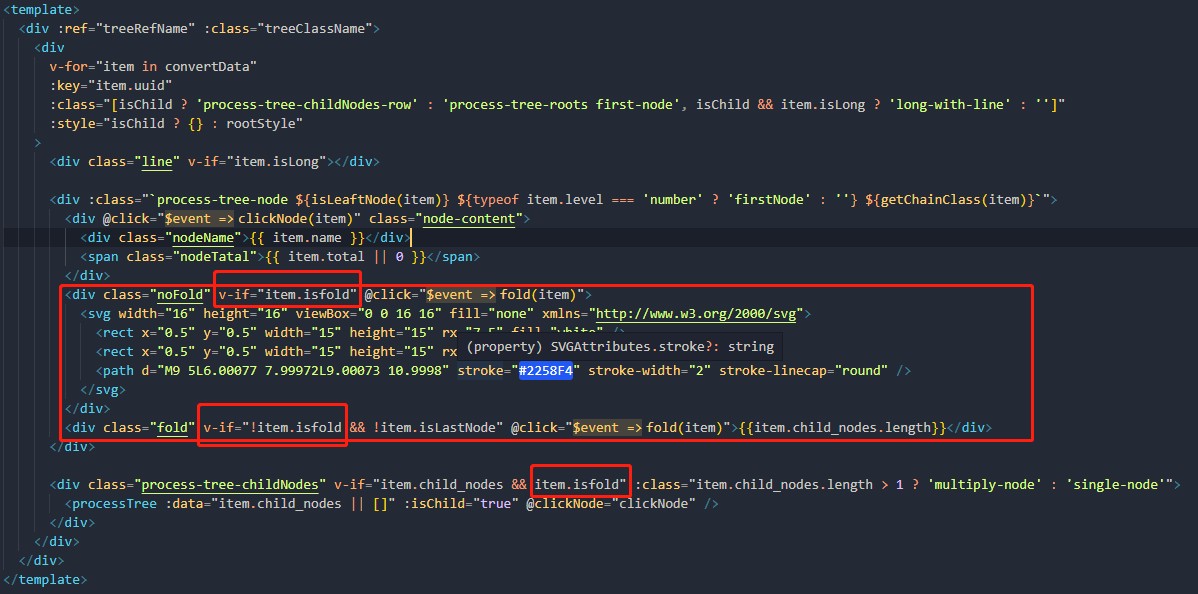 <template>
<div :ref="treeRefName" :class="treeClassName">
<div
v-for="item in convertData"
:key="item.uuid"
:class="[isChild ? 'process-tree-childNodes-row' : 'process-tree-roots first-node', isChild && item.isLong ? 'long-with-line' : '']"
:style="isChild ? {} : rootStyle"
>
<div class="line" v-if="item.isLong"></div>
<div :class="`process-tree-node ${isLeaftNode(item)} ${typeof item.level === 'number' ? 'firstNode' : ''} ${getChainClass(item)}`">
<div @click="$event => clickNode(item)" class="node-content">
<div class="nodeName">{{ item.name }}</div>
<span class="nodeTatal">{{ item.total || 0 }}</span>
</div>
<div class="noFold" v-if="item.isfold" @click="$event => fold(item)">
<svg width="16" height="16" viewBox="0 0 16 16" fill="none" xmlns="http://www.w3.org/2000/svg">
<rect x="0.5" y="0.5" width="15" height="15" rx="7.5" fill="white" />
<rect x="0.5" y="0.5" width="15" height="15" rx
(property) SVGAttributes.stroke?: string
<path d="M9 5L6.00077 7.99972L9.00073 10.9998" stroke="#2258F4" stroke-width="2" stroke-linecap="round" />
</svg>
</div>
<div class="fold" v-if="!item.isfold && !item.isLastNode" @click="$event => fold(item)">{{item.child_nodes.length}}</div>
</div>
<div class="process-tree-childNodes" v-if="item.child_nodes && item.isfold" :class="item.child_nodes.length > 1 ? 'multiply-node' : 'single-node'">
<processTree :data="item.child_nodes || []" :isChild="true" @clickNode="clickNode" />
</div>
</div>
</div>
</template>